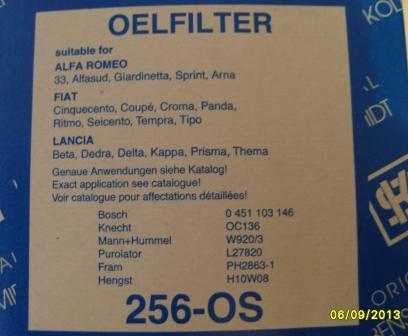 OELFILTER
suitable for
ALFA ROMEO
33, Alfasud, Giardinetta, Sprint, Arna
FIAT
Cinquecento, Coupé, Croma, Panda,
Ritmo, Seicento, Tempra, Tipo
LANCIA
Beta, Dedra, Delta, Kappa, Prisma, Thema
Genaue Anwendungen siehe Katalog!
Exact application see catalogue!
Voir catalogue pour affectations détaillées!
Bosch 0 451 103 146
Knecht OC136
Mann+Hummel W920/3
Purolator L27820
Fram PH2863-1
Hengst H10W08
256-OS
06/09/2013